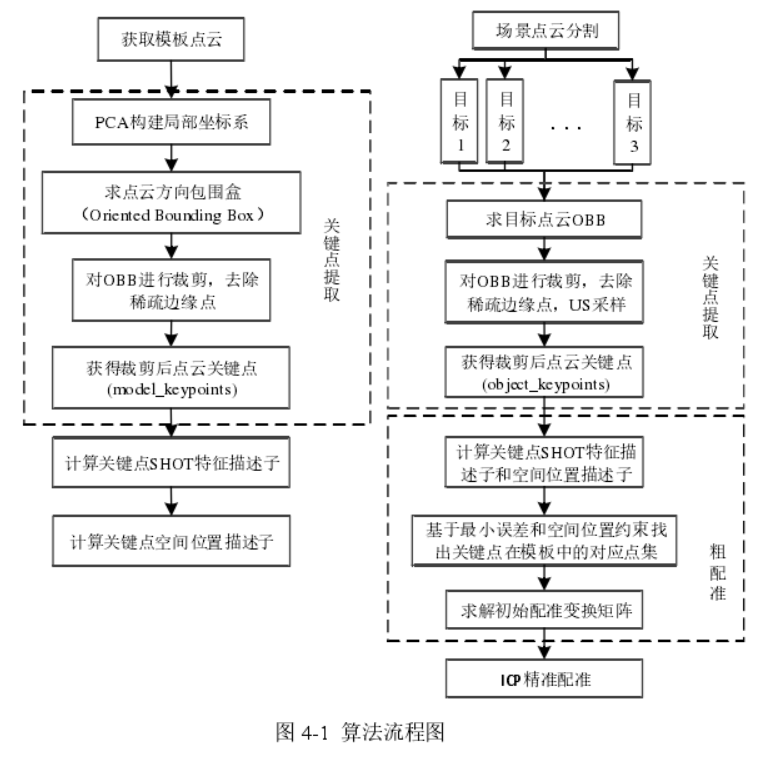 获取模板点云
PCA构建局部坐标系
求点云方向包围盒
（Oriented Bounding Box）
对OBB进行裁剪，去除
稀疏边缘点
获得裁剪后点云关键点
(model_keypoints)
关键点提取
计算关键点SHOT特征描述子
计算关键点空间位置描述子
场景点云分割
目标1
目标2
...
目标3
求目标点云OBB
对OBB进行裁剪，去除
稀疏边缘点，US采样
获得裁剪后点云关键点
(object_keypoints)
关键点提取
计算关键点SHOT特征描
述子和空间位置描述子
基于最小误差和空间位置约束找
出关键点在模板中的对应点集
求解初始配准变换矩阵
粗配准
ICP精准配准
图 4-1 算法流程图